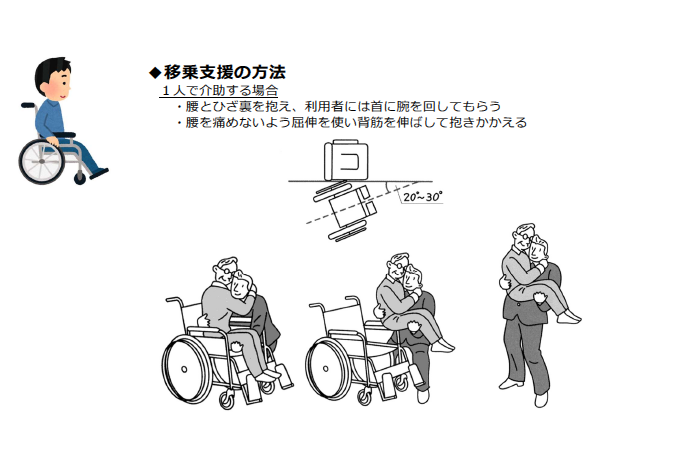 ◆移乗支援の方法
１人で介助する場合
・腰とひざ裏を抱え、利用者には首に腕を回してもらう
・腰を痛めないよう屈伸を使い背筋を伸ばして抱きかかえる
20°~30°